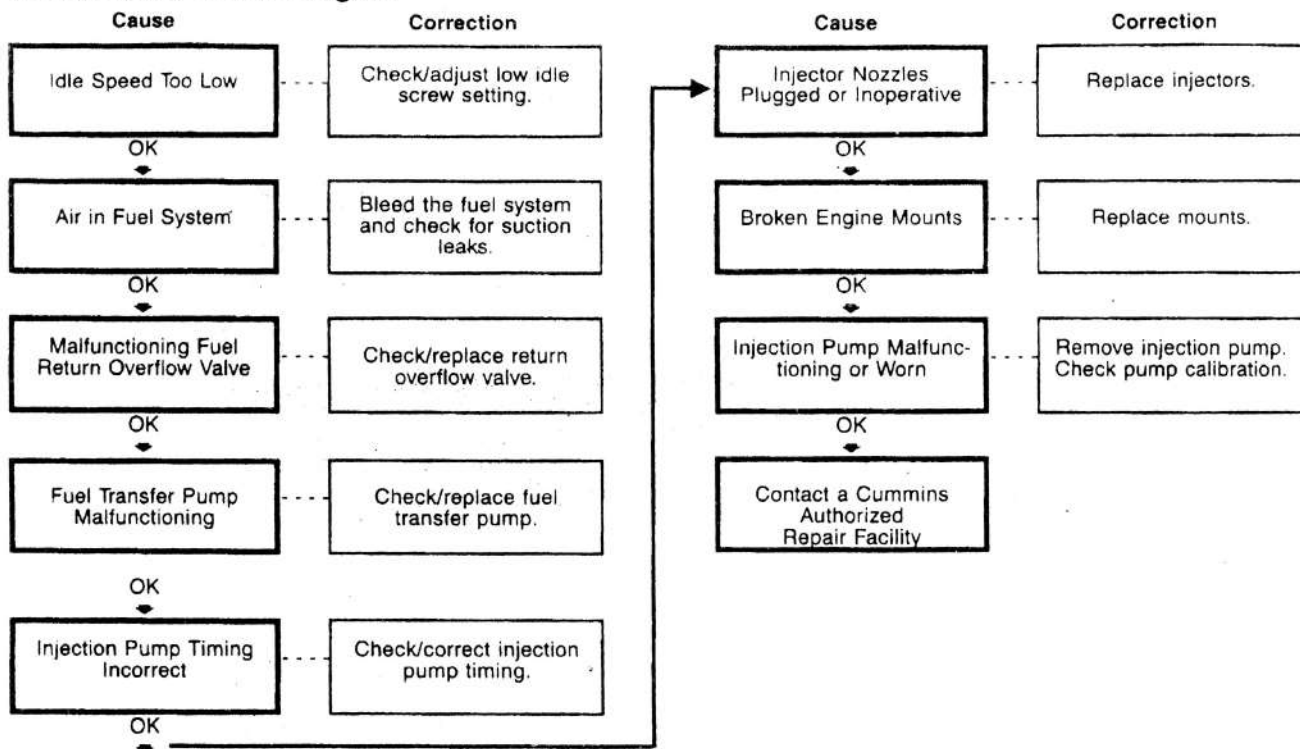 Cause
Correction
Idle Speed Too Low
Check/adjust low idle
screw setting.
OK
Air in Fuel System
Bleed the fuel system
and check for suction
leaks.
OK
Malfunctioning Fuel
Return Overflow Valve
Check/replace return
overflow valve.
OK
Fuel Transfer Pump
Malfunctioning
Check/replace fuel
transfer pump.
OK
Injection Pump Timing
Incorrect
Check/correct injection
pump timing.
OK
Cause
Correction
Injector Nozzles
Plugged or Inoperative
Replace injectors.
OK
Broken Engine Mounts
Replace mounts.
OK
Injection Pump Malfunc-
tioning or Worn
Remove injection pump.
Check pump calibration.
OK
Contact a Cummins
Authorized
Repair Facility